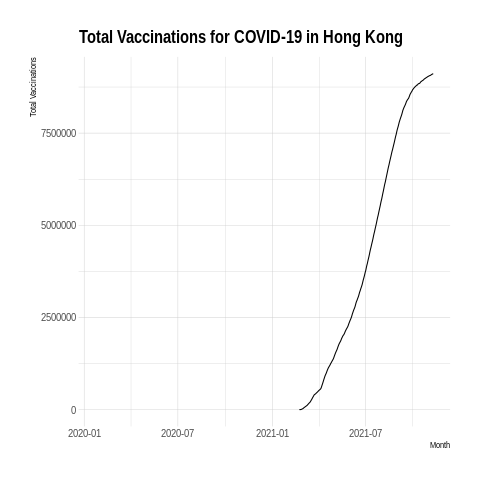 Total Vaccinations for COVID-19 in Hong Kong
Total Vaccinations
7500000
5000000
2500000
0
2020-01 2020-07 2021-01 2021-07
Month